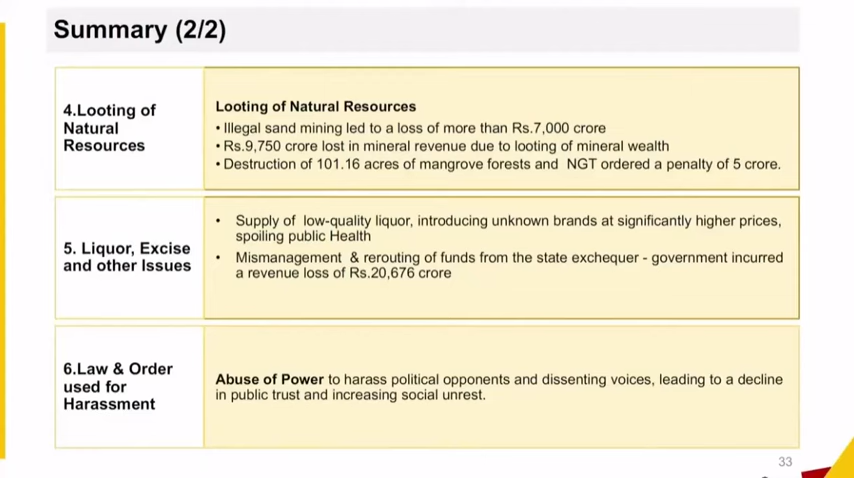 Summary (2/2)
4.Looting of
Natural
Resources
Looting of Natural Resources
• Illegal sand mining led to a loss of more than Rs.7,000 crore
• Rs.9,750 crore lost in mineral revenue due to looting of mineral wealth
• Destruction of 101.16 acres of mangrove forests and  NGT ordered a penalty of 5 crore.
5. Liquor, Excise
and other Issues
• Supply of  low-quality liquor, introducing unknown brands at significantly higher prices,
spoiling public Health
• Mismanagement  & rerouting of funds from the state exchequer - government incurred
a revenue loss of Rs.20,676 crore
6.Law & Order
used for
Harassment
Abuse of Power to harass political opponents and dissenting voices, leading to a decline
in public trust and increasing social unrest.
33